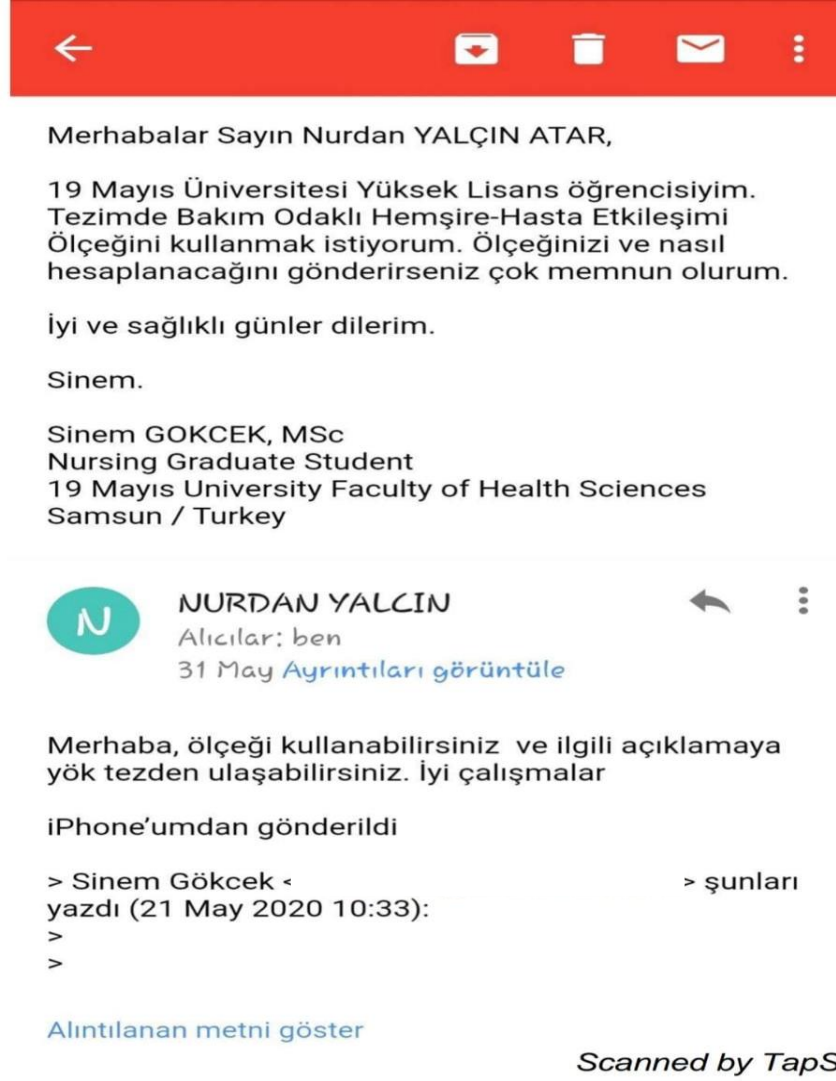 Merhabalar Sayın Nurdan YALÇIN ATAR,
19 Mayıs Üniversitesi Yüksek Lisans öğrencisiyim.
Tezimde Bakım Odaklı Hemşire-Hasta Etkileşimi
Ölçeğini kullanmak istiyorum. Ölçeğinizi ve nasıl
hesaplanacağını gönderirseniz çok memnun olurum.
İyi ve sağlıklı günler dilerim.
Sinem.
Sinem GOKCEK, MSc
Nursing Graduate Student
19 Mayıs University Faculty of Health Sciences
Samsun / Turkey
N
NURDAN YALCIN
Alıcılar: ben
31 May Ayrıntıları görüntüle
Merhaba, ölçeği kullanabilirsiniz ve ilgili açıklamaya
yök tezden ulaşabilirsiniz. İyi çalışmalar
iPhone’umdan gönderildi
> Sinem Gökcek < > şunları
yazdı (21 May 2020 10:33):
>
>
Alıntılanan metni göster
Scanned by TapS